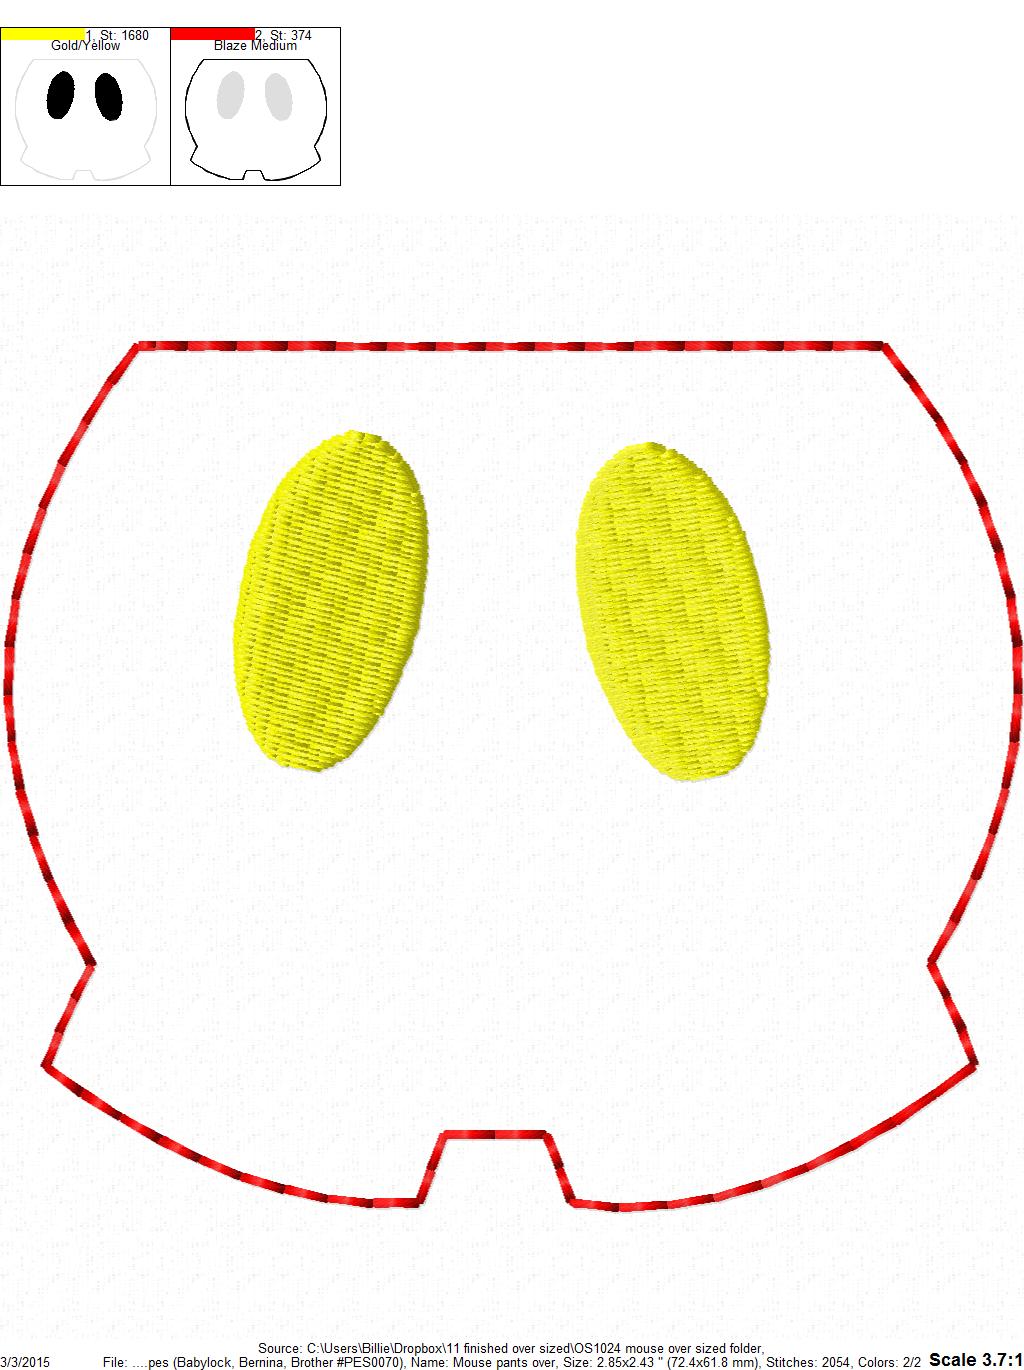 1, St: 1680
Gold/Yellow
2, St: 374
Blaze Medium
Source: C:\Users\Billie\Dropbox\11 finished over sized\OS1024 mouse over sized folder,
3/3/2015 File: ....pes (Babylock, Bernina, Brother #PES0070), Name: Mouse pants over, Size: 2.85x2.43 " (72.4x61.8 mm), Stitches: 2054, Colors: 2/2 Scale 3.7:1